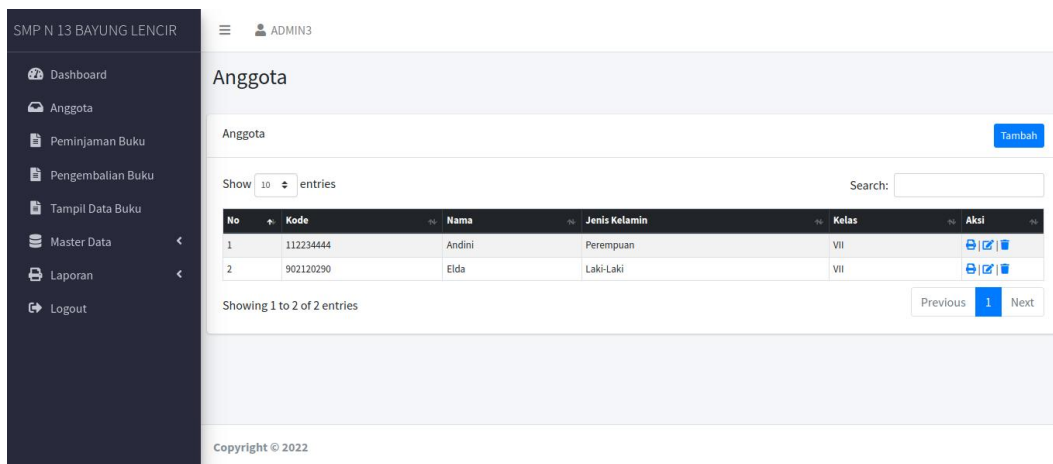 SMP N 13 BAYUNG LENCIR
ADMIN3
Dashboard
Anggota
Peminjaman Buku
Pengembalian Buku
Tampil Data Buku
Master Data
Laporan
Logout
Anggota
Anggota Tambah
Show 10 entries Search:
No Kode Nama Jenis Kelamin Kelas Aksi
1 112234444 Andini Perempuan VII | |
2 902120290 Elda Laki-Laki VII | |
Showing 1 to 2 of 2 entries Previous 1 Next
Copyright © 2022